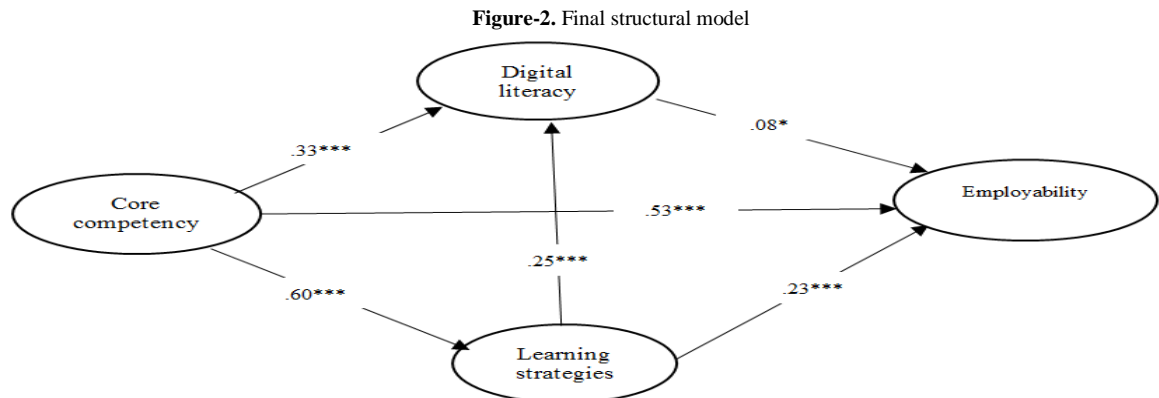 Figure-2. Final structural model
Digital
literacy
.08*
.33***
Core
competency
Employability
.53***
.25***
.60***
.23***
Learning
strategies